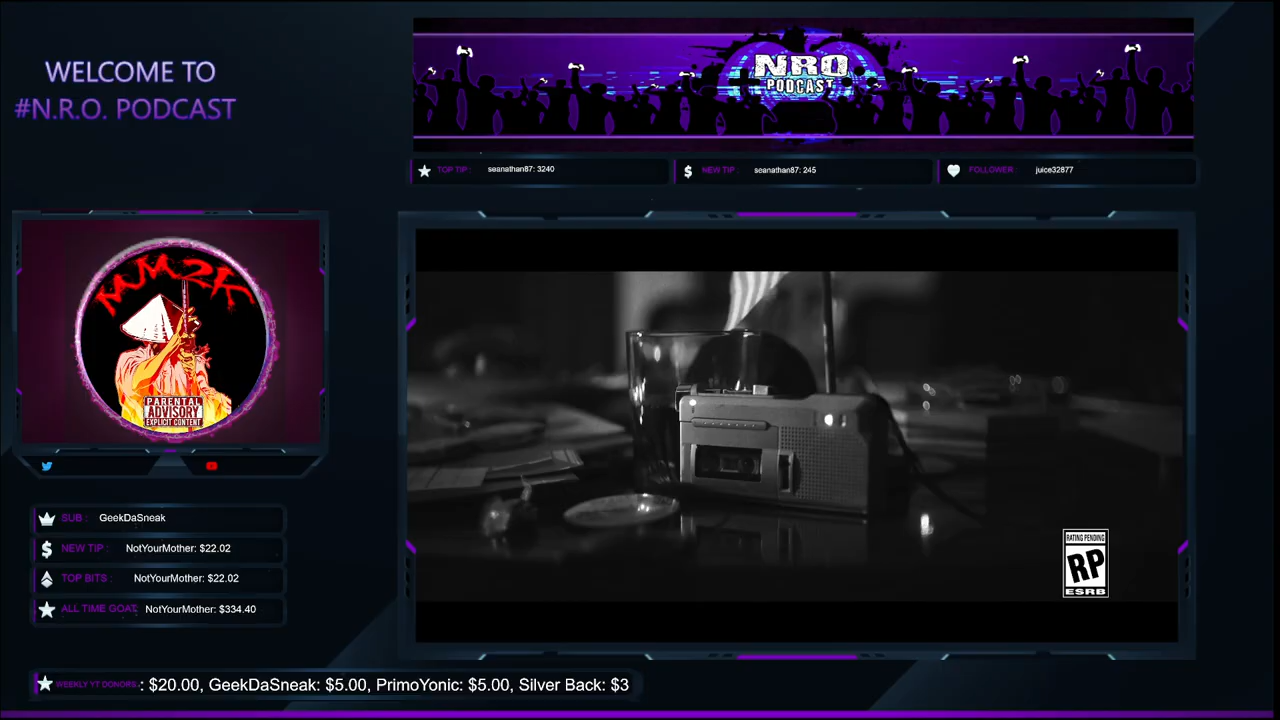 WELCOME TO
#N.R.O. PODCAST
NRO
PODCAST
TOP TIP : seanathan87: 3240
NEW TIP : seanathan87: 245
FOLLOWER : juice32877
MM2K
PARENTAL
ADVISORY
EXPLICIT CONTENT
SUB : GeekDaSneak
NEW TIP : NotYourMother: $22.02
TOP BITS : NotYourMother: $22.02
ALL TIME GOAT: NotYourMother: $334.40
RATING PENDING
RP
ESRB
WEEKLY YT DONORS : $20.00, GeekDaSneak: $5.00, PrimoYonic: $5.00, Silver Back: $3